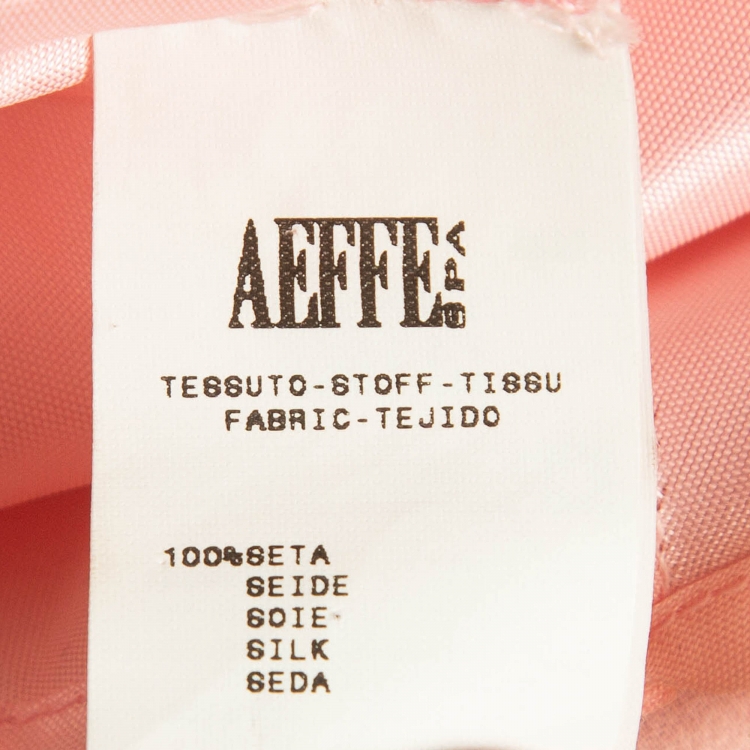 AEFFE SPA
TESSUTO-STOFF-TISSU
FABRIC-TEJIDO
100%SETA
SEIDE
SOIE
SILK
SEDA